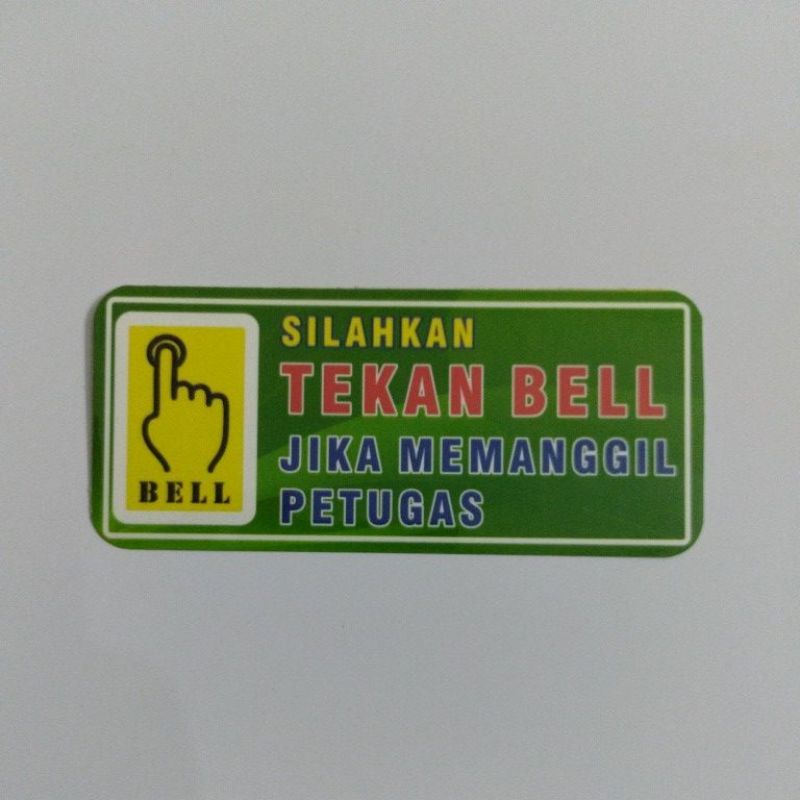 BELL
SILAHKAN
TEKAN BELL
JIKA MEMANGGIL
PETUGAS